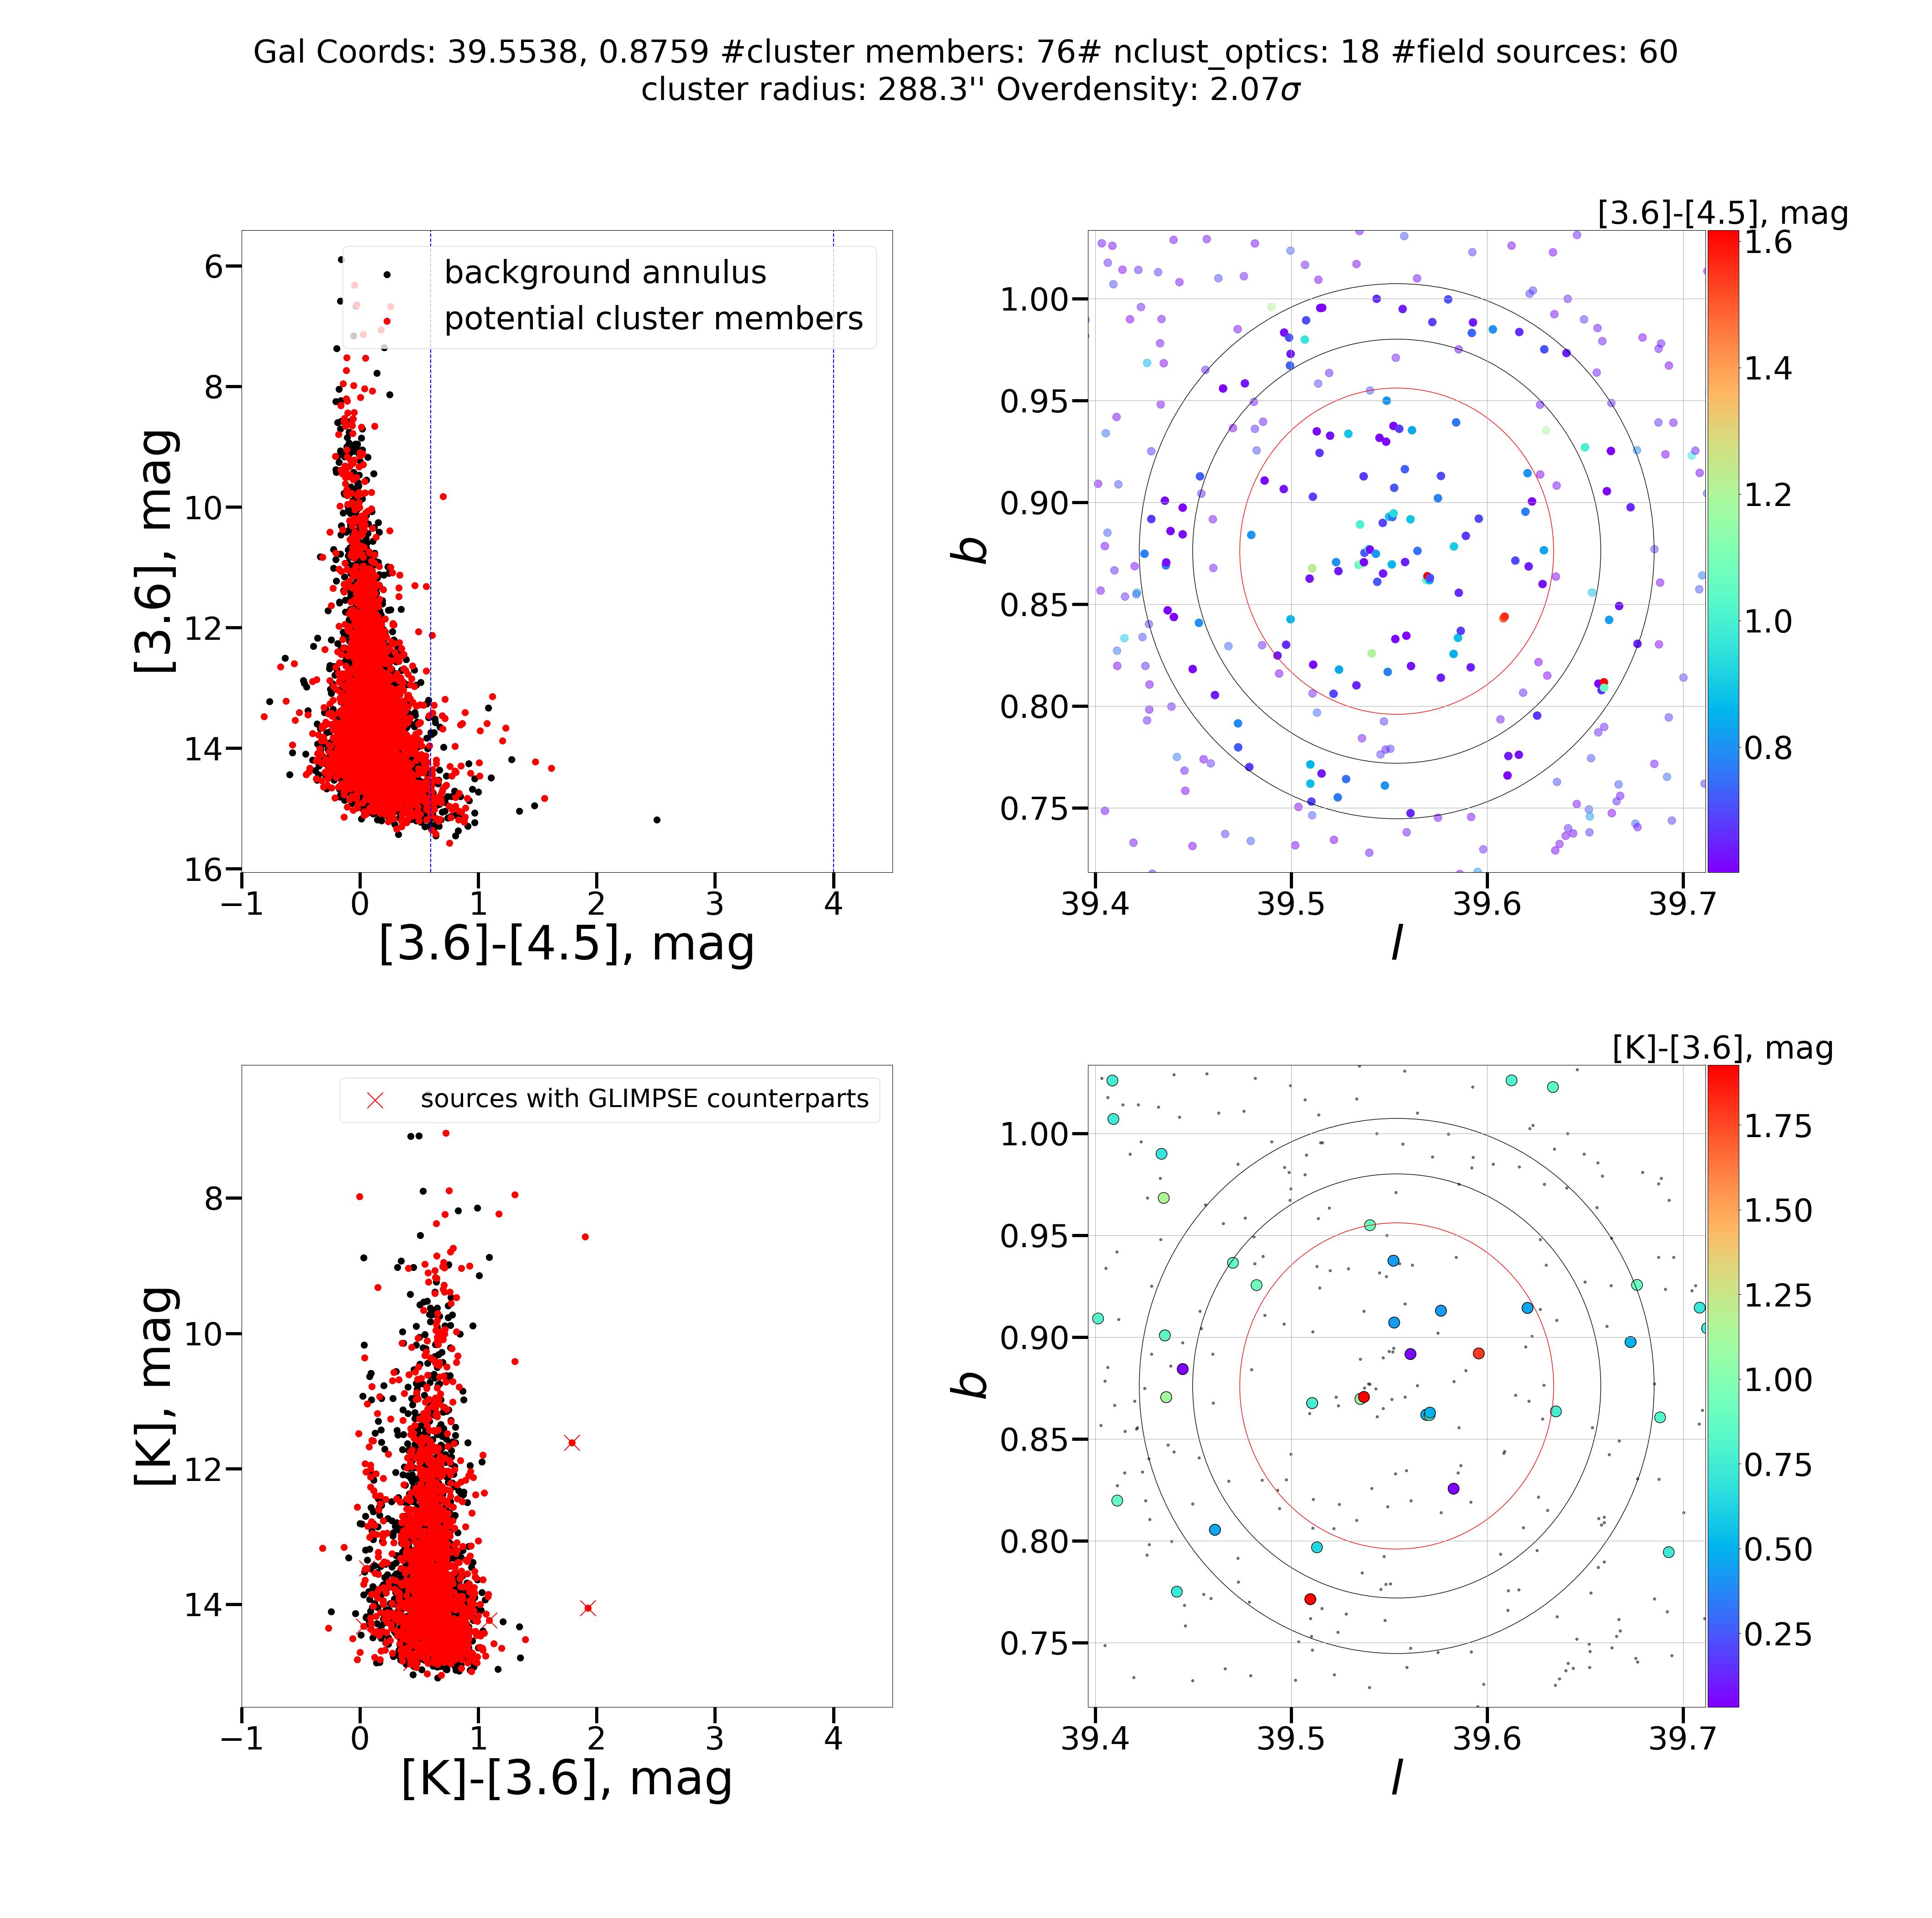 Gal Coords: 39.5538, 0.8759 #cluster members: 76# nclust_optics: 18 #field sources: 60
cluster radius: 288.3'' Overdensity: 2.07σ
background annulus
potential cluster members
6
8
10
12
14
16
[3.6], mag
−1 0 1 2 3 4
[3.6]-[4.5], mag
[3.6]-[4.5], mag
1.00
0.95
0.90
0.85
0.80
0.75
b
39.4 39.5 39.6 39.7
l
1.6
1.4
1.2
1.0
0.8
sources with GLIMPSE counterparts
8
10
12
14
[K], mag
−1 0 1 2 3 4
[K]-[3.6], mag
[K]-[3.6], mag
1.00
0.95
0.90
0.85
0.80
0.75
b
39.4 39.5 39.6 39.7
l
1.75
1.50
1.25
1.00
0.75
0.50
0.25